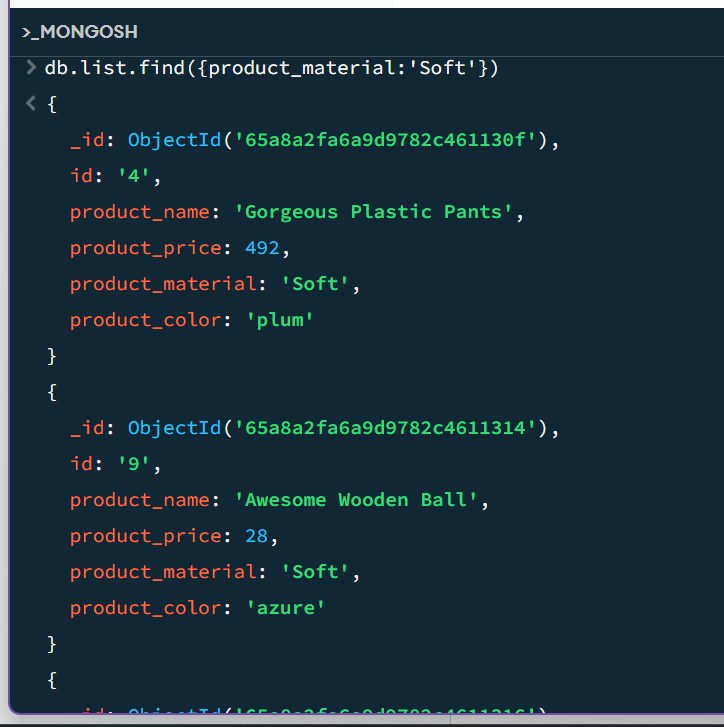 >_MONGOSH
> db.list.find({product_material:'Soft'})
< {
_id: ObjectId('65a8a2fa6a9d9782c461130f'),
id: '4',
product_name: 'Gorgeous Plastic Pants',
product_price: 492,
product_material: 'Soft',
product_color: 'plum'
}
{
_id: ObjectId('65a8a2fa6a9d9782c4611314'),
id: '9',
product_name: 'Awesome Wooden Ball',
product_price: 28,
product_material: 'Soft',
product_color: 'azure'
}
{